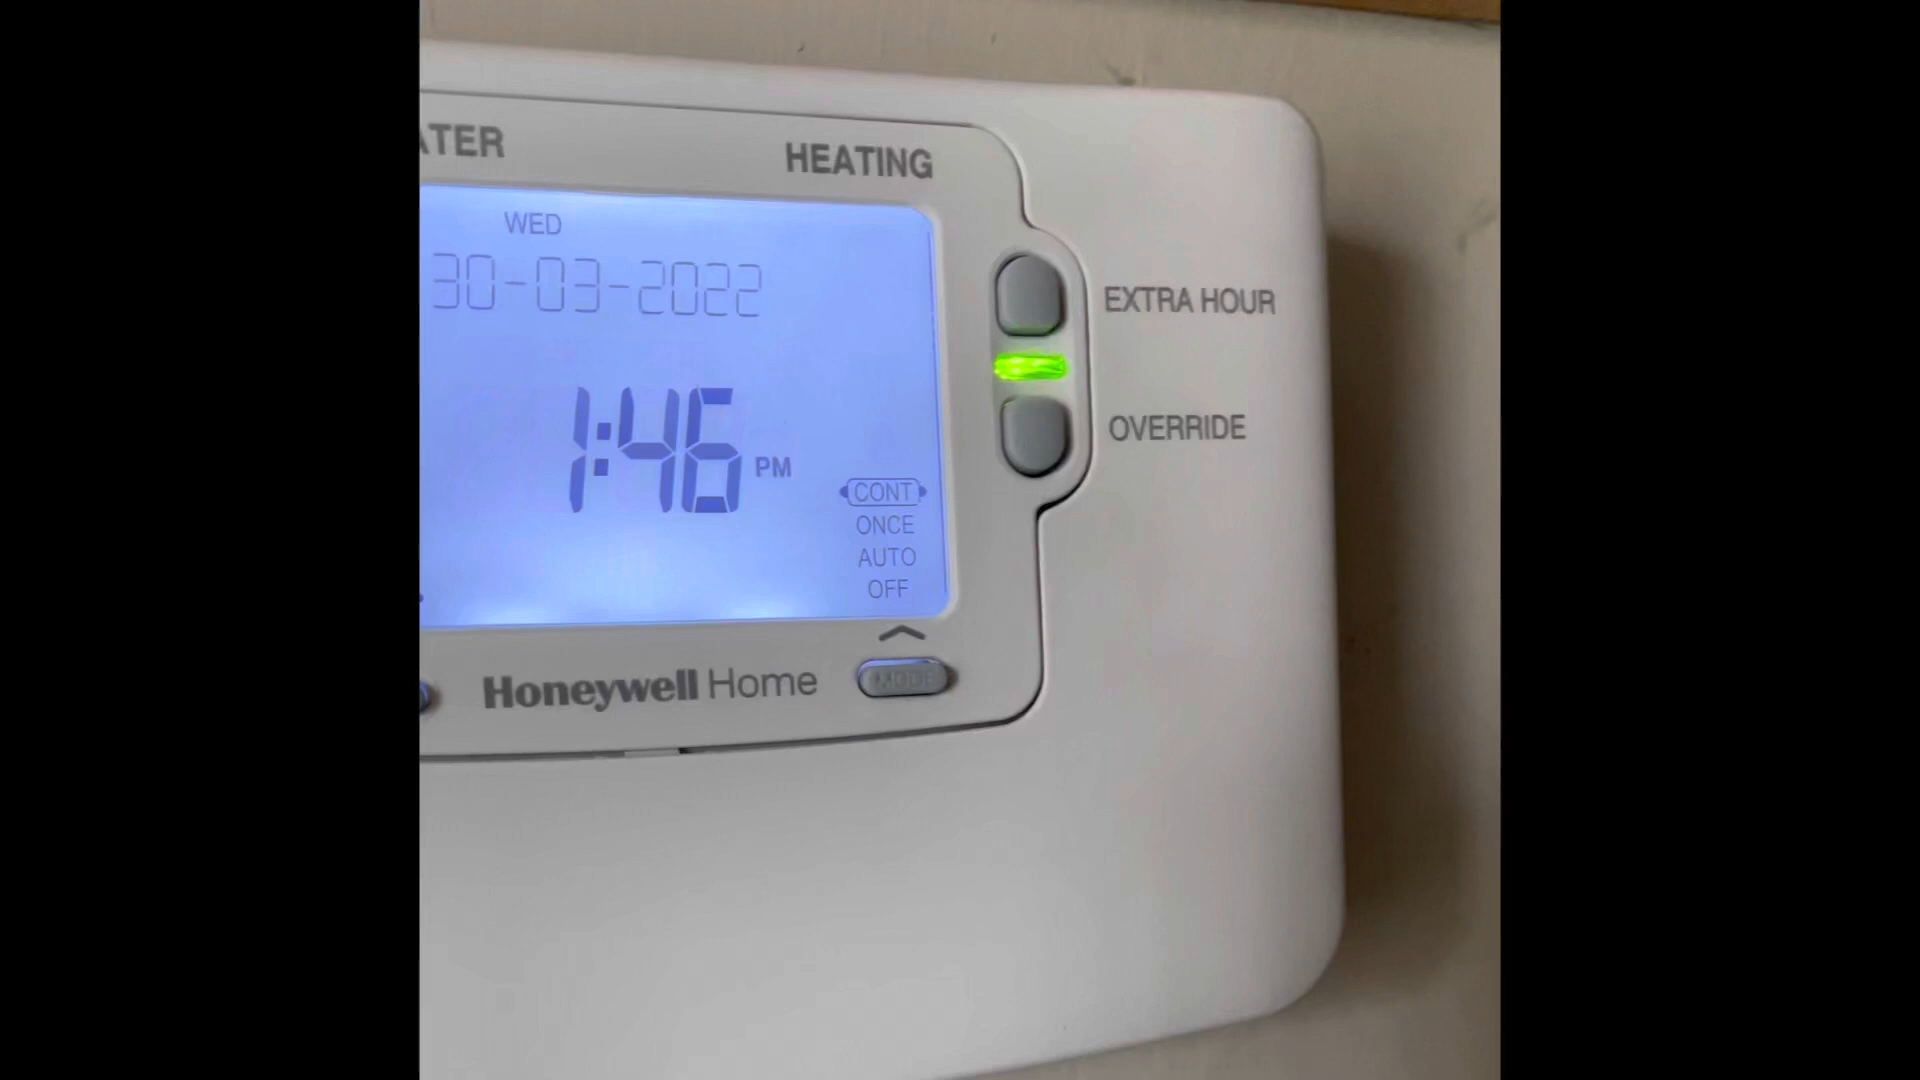 ATER
HEATING
WED
30-03-2022
EXTRA HOUR
1:46 PM
OVERRIDE
CONT
ONCE
AUTO
OFF
Honeywell Home
MODE